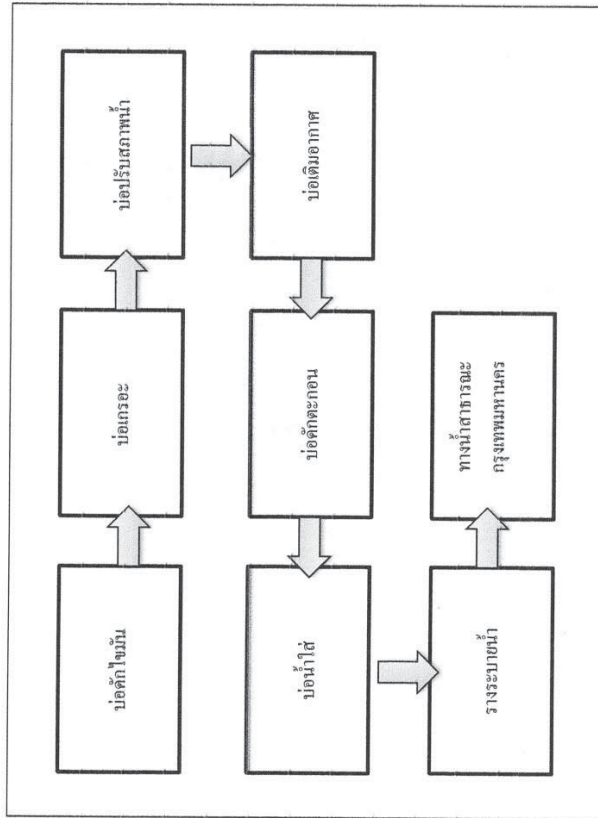 บ่อดักไขมัน
บ่อเกรอะ
บ่อปรับสภาพน้ำ
บ่อเติมอากาศ
บ่อดักตะกอน
บ่อน้ำใส่
รางระบายน้ำ
ทางน้ำสาธารณะ
กรุงเทพมหานคร